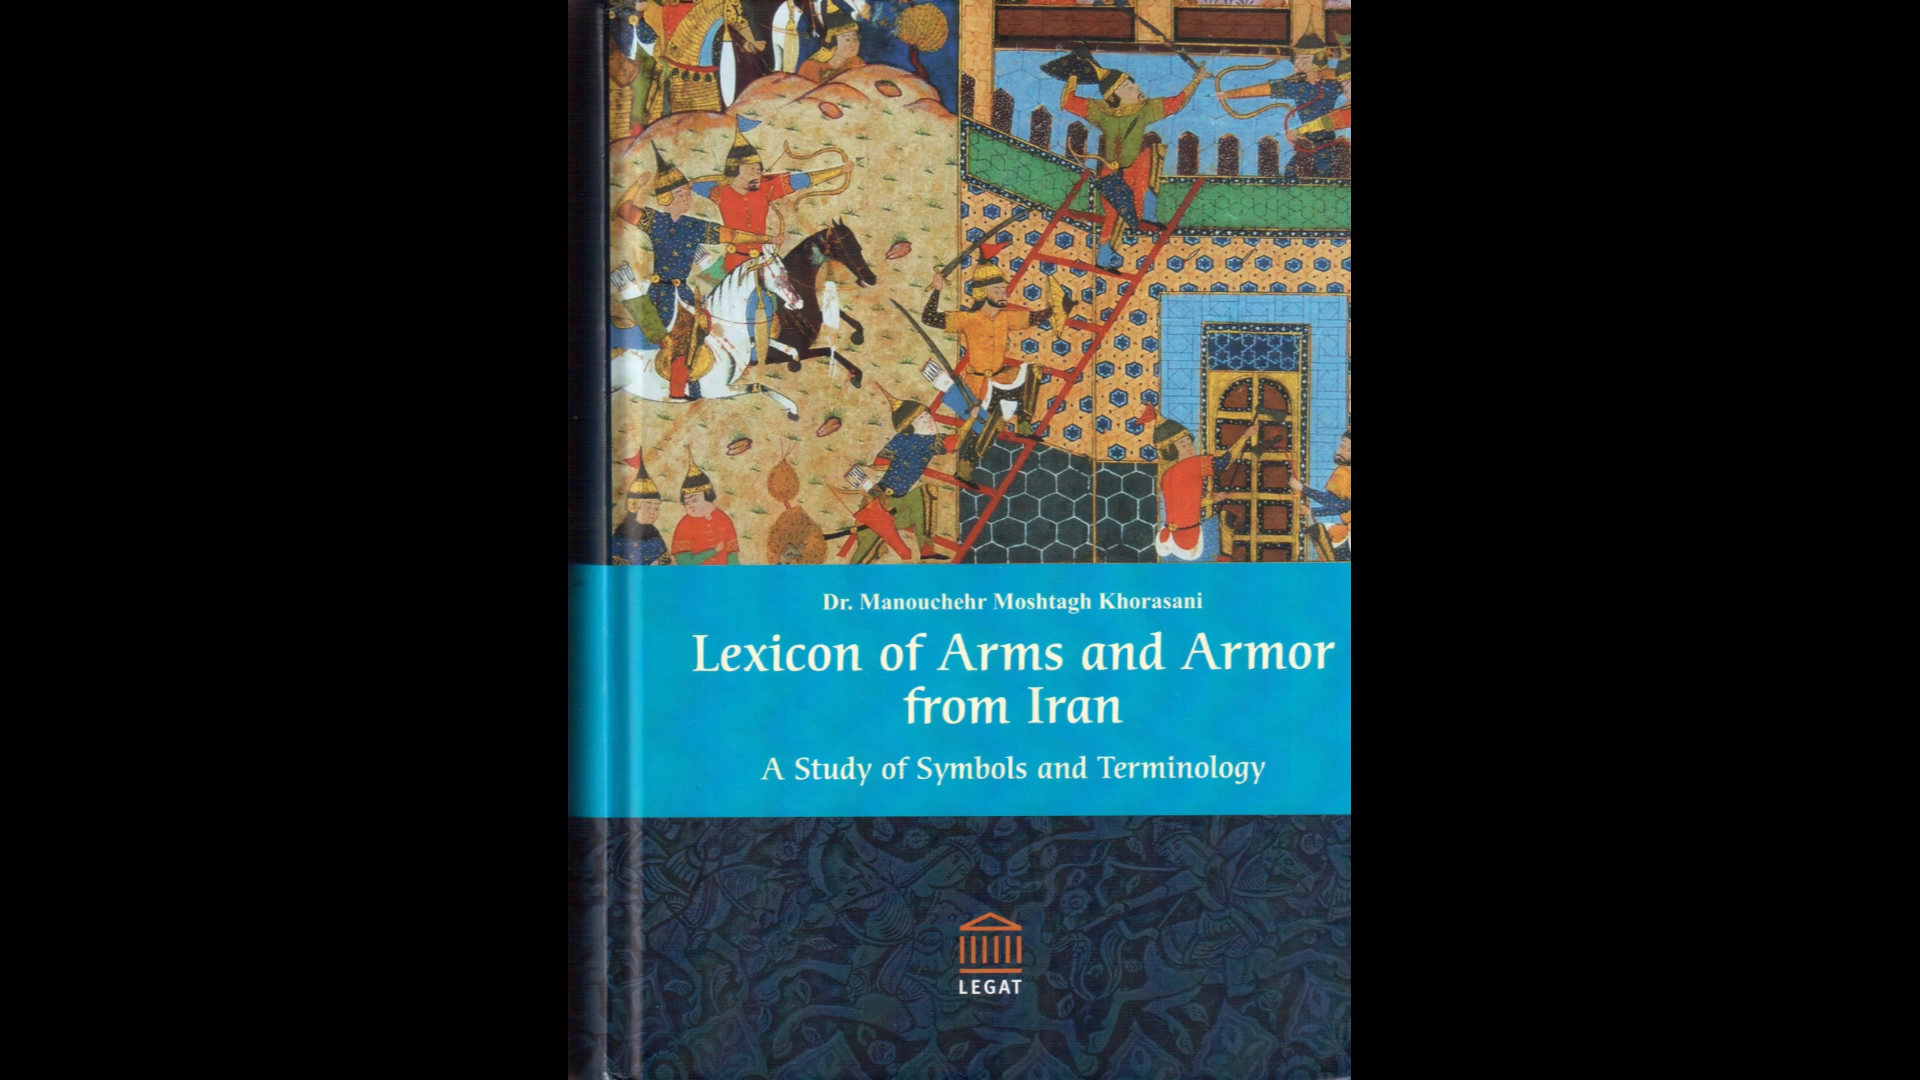 Dr. Manouchehr Moshtagh Khorasani
Lexicon of Arms and Armor
from Iran
A Study of Symbols and Terminology
LEGAT